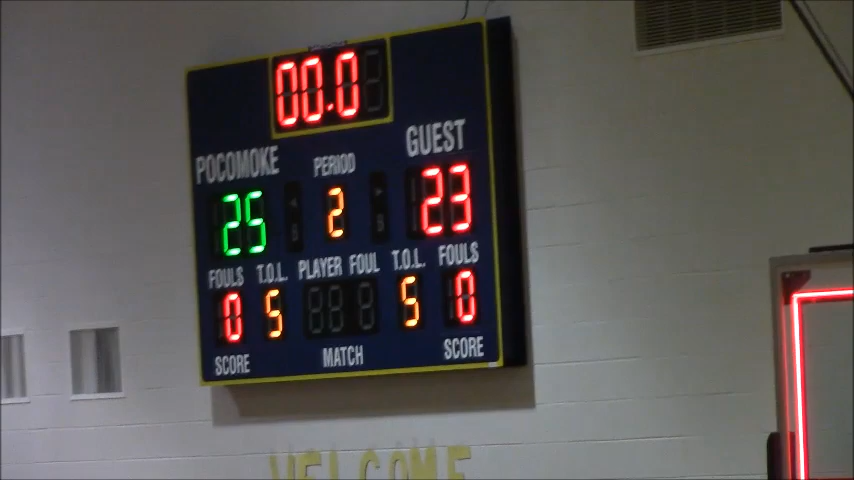 00.0
POCOMOKE PERIOD GUEST
25 2 23
FOULS T.O.L. PLAYER FOUL T.O.L. FOULS
0 5 5 0
SCORE MATCH SCORE
WELCOME